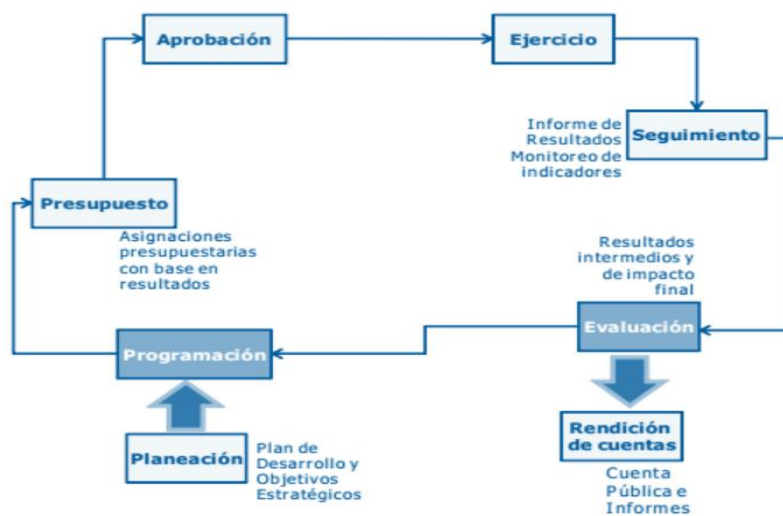 Aprobación
Ejercicio
Informe de
Resultados
Monitoreo de
indicadores
Seguimiento
Presupuesto
Asignaciones
presupuestarias
con base en
resultados
Resultados
intermedios y
de impacto
final
Evaluación
Programación
Planeación
Plan de
Desarrollo y
Objetivos
Estratégicos
Rendición
de cuentas
Cuenta
Pública e
Informes